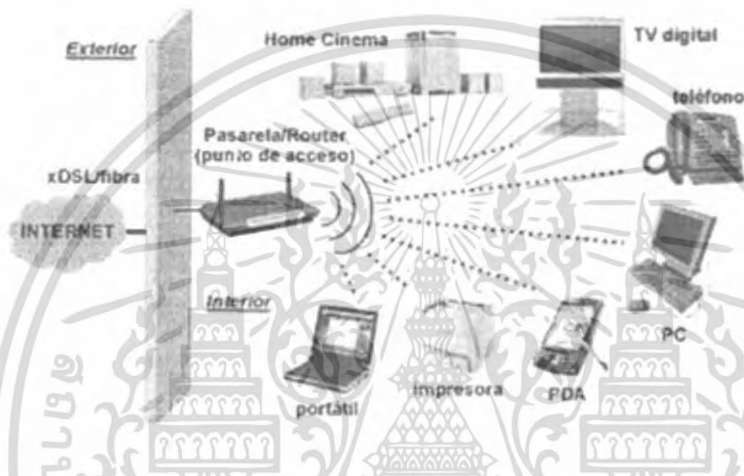 Exterior
Home Cinema
TV digital
teléfono
Pasarela/Router
(punto de acceso)
xDSL/fibra
INTERNET
Interior
PC
portátil
impresora
PDA